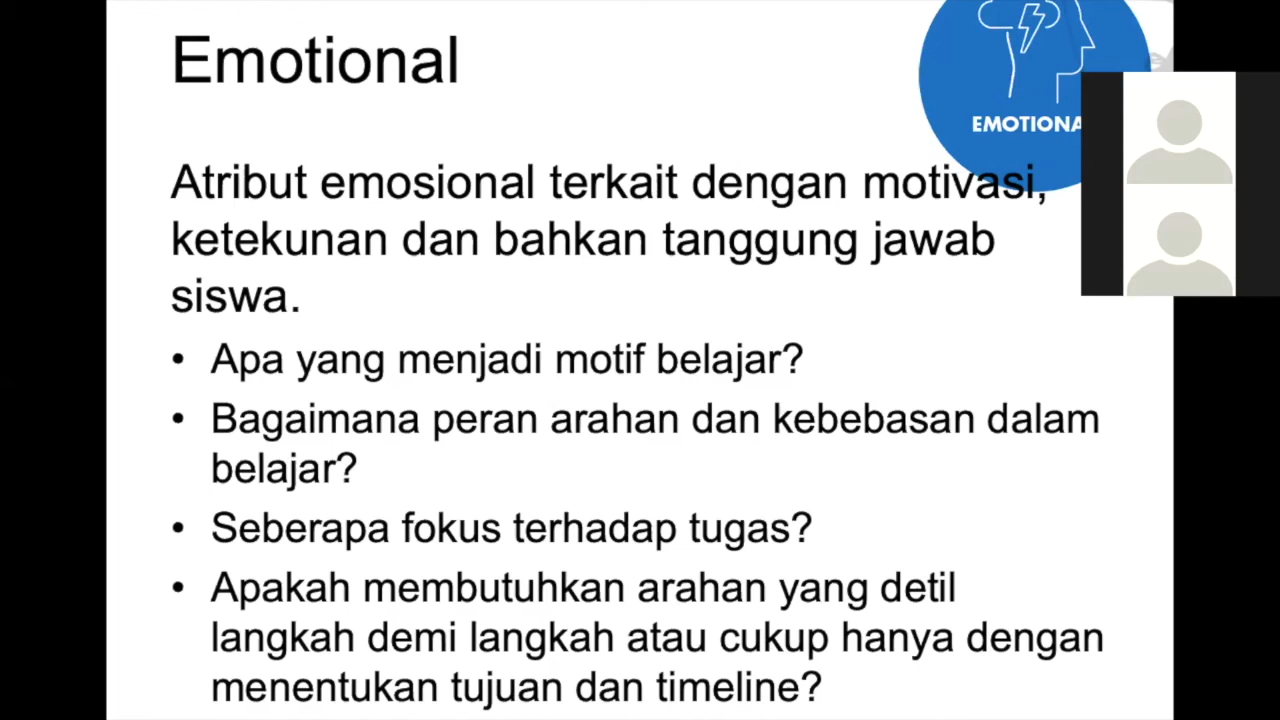 Emotional
EMOTIONA
Atribut emosional terkait dengan motivasi,
ketekunan dan bahkan tanggung jawab
siswa.
• Apa yang menjadi motif belajar?
• Bagaimana peran arahan dan kebebasan dalam
belajar?
• Seberapa fokus terhadap tugas?
• Apakah membutuhkan arahan yang detil
langkah demi langkah atau cukup hanya dengan
menentukan tujuan dan timeline?